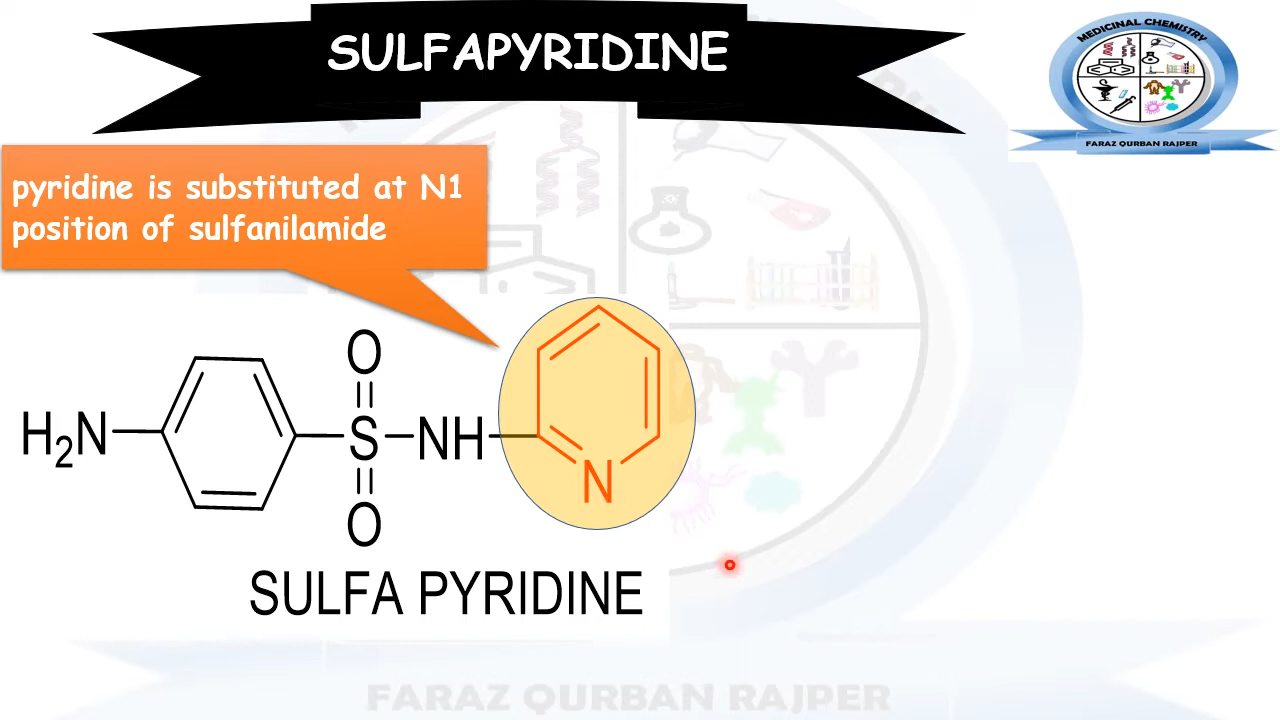 SULFAPYRIDINE
MEDICINAL CHEMISTRY
FARAZ QURBAN RAJPER
pyridine is substituted at N1
position of sulfanilamide
O
H₂N
S
NH
N
O
SULFA PYRIDINE
FARAZ QURBAN RAJPER